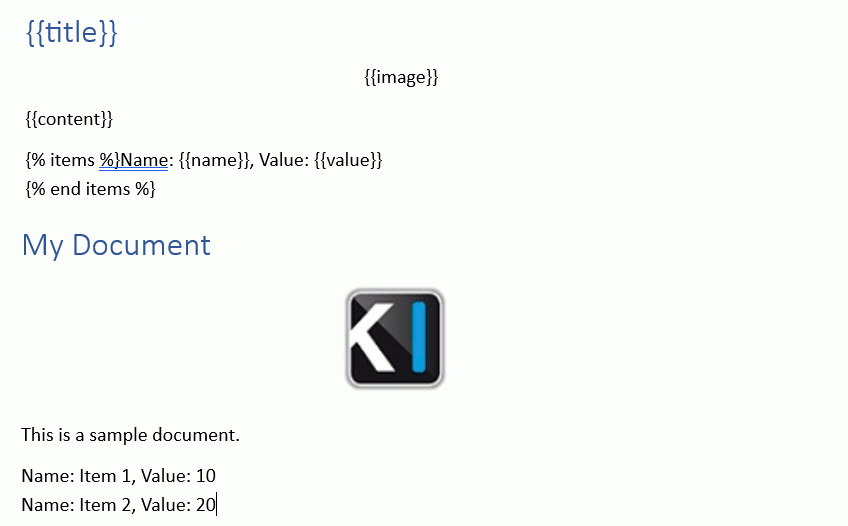 {{title}}
{{image}}
{{content}}
{% items %}Name: {{name}}, Value: {{value}}
{% end items %}
My Document
KI
This is a sample document.
Name: Item 1, Value: 10
Name: Item 2, Value: 20